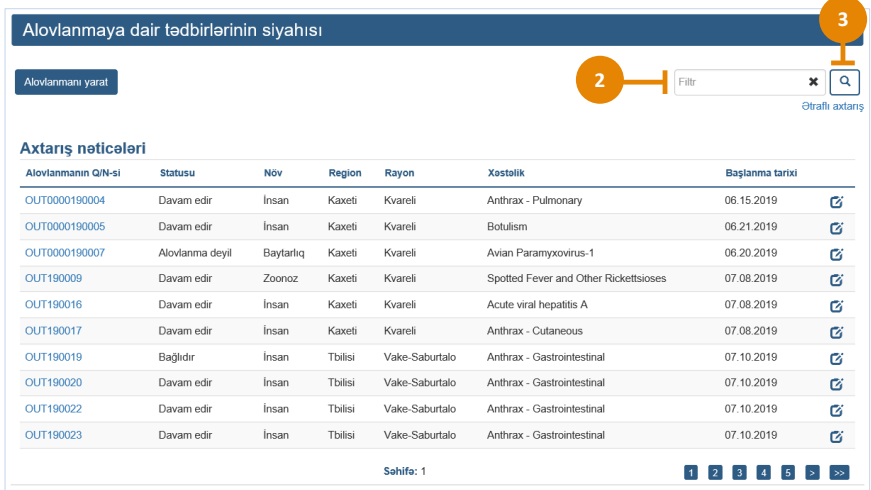 3
Alovlanmaya dair tədbirlərinin siyahısı
Alovlanmanı yarat
2
Filtr
Ətraflı axtarış
Axtarış nəticələri
Alovlanmanın Q/N-si Statusu Növ Region Rayon Xəstəlik Başlanma tarixi
OUT0000190004 Davam edir İnsan Kaxeti Kvareli Anthrax - Pulmonary 06.15.2019
OUT0000190005 Davam edir İnsan Kaxeti Kvareli Botulism 06.21.2019
OUT0000190007 Alovlanma deyil Baytarlıq Kaxeti Kvareli Avian Paramyxovirus-1 06.20.2019
OUT190009 Davam edir Zoonoz Kaxeti Kvareli Spotted Fever and Other Rickettsioses 07.08.2019
OUT190016 Davam edir İnsan Kaxeti Kvareli Acute viral hepatitis A 07.08.2019
OUT190017 Davam edir İnsan Kaxeti Kvareli Anthrax - Cutaneous 07.08.2019
OUT190019 Bağlıdır İnsan Tbilisi Vake-Saburtalo Anthrax - Gastrointestinal 07.10.2019
OUT190020 Davam edir İnsan Tbilisi Vake-Saburtalo Anthrax - Gastrointestinal 07.10.2019
OUT190022 Davam edir İnsan Tbilisi Vake-Saburtalo Anthrax - Gastrointestinal 07.10.2019
OUT190023 Davam edir İnsan Tbilisi Vake-Saburtalo Anthrax - Gastrointestinal 07.10.2019
Səhifə: 1 1 2 3 4 5 > >>